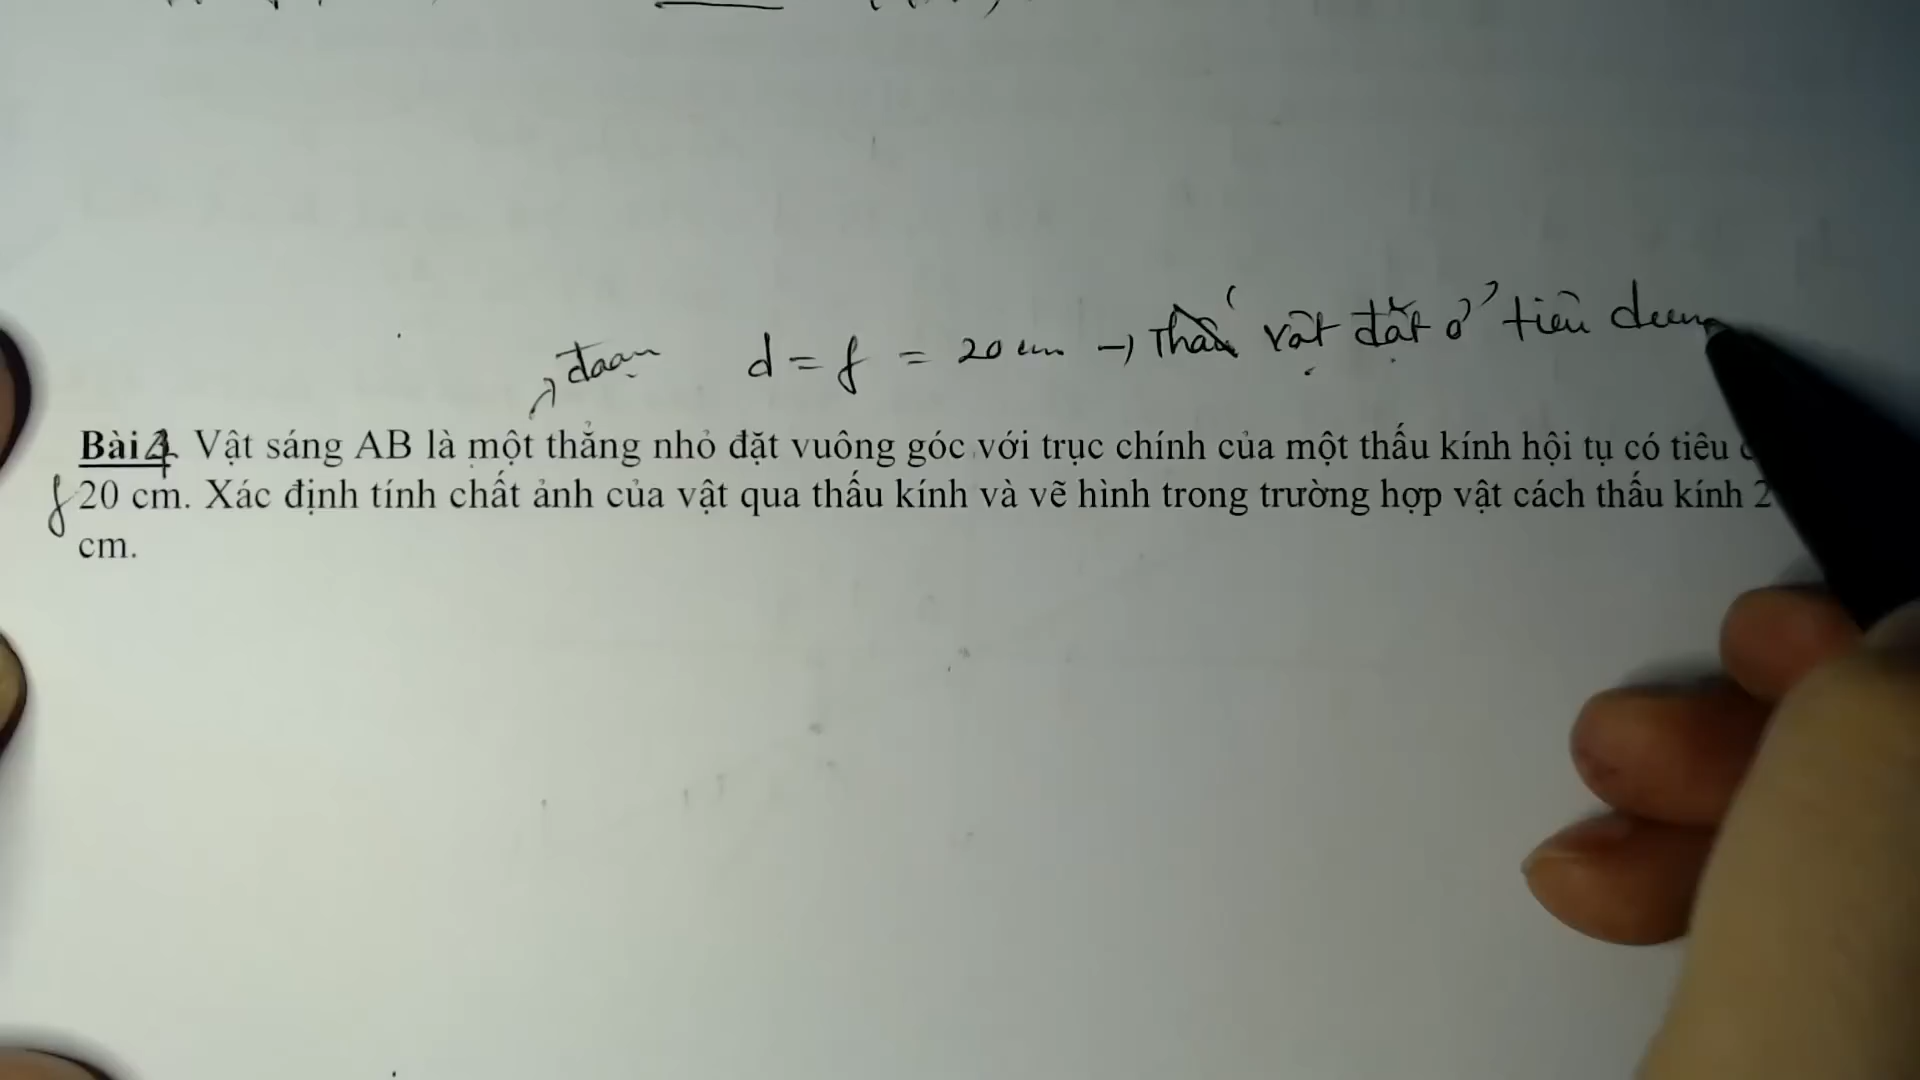 đoạn d = f = 20 cm → Thấu vật đặt ở tiêu
Bài 4. Vật sáng AB là một thẳng nhỏ đặt vuông góc với trục chính của một thấu kính hội tụ có tiêu
f 20 cm. Xác định tính chất ảnh của vật qua thấu kính và vẽ hình trong trường hợp vật cách thấu kính
cm.